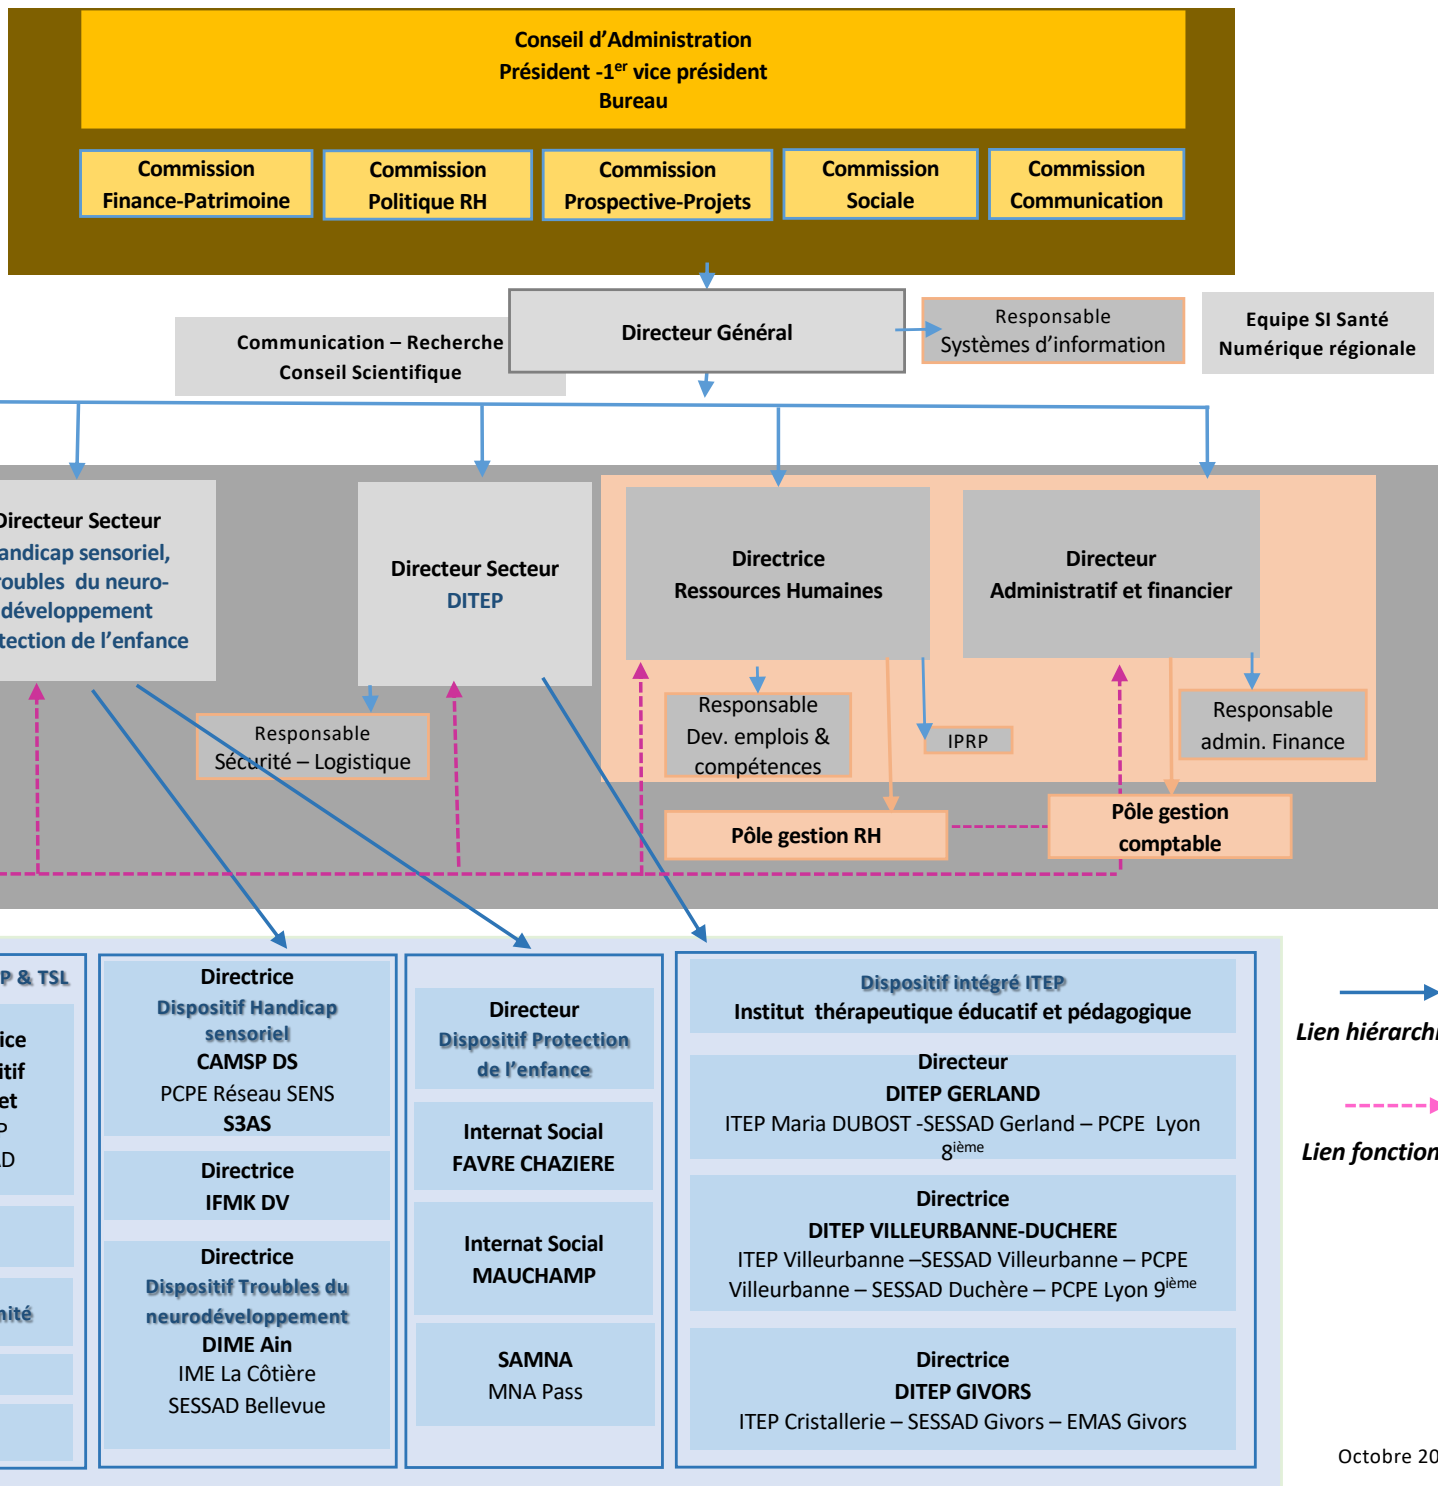 Conseil d’Administration
Président -1er vice président
Bureau
Commission
Finance-Patrimoine
Commission
Politique RH
Commission
Prospective-Projets
Commission
Sociale
Commission
Communication
Communication – Recherche
Conseil Scientifique
Directeur Général
Responsable
Systèmes d’information
Equipe SI Santé
Numérique régionale
Directeur Secteur
andicap sensoriel,
roubles du neuro-
développement
tection de l’enfance
Directeur Secteur
DITEP
Directrice
Ressources Humaines
Directeur
Administratif et financier
Responsable
Sécurité – Logistique
Responsable
Dev. emplois &
compétences
IPRP
Responsable
admin. Finance
Pôle gestion RH
Pôle gestion
comptable
P & TSL
ice
itif
et
P
AD
nité
Directrice
Dispositif Handicap
sensoriel
CAMSP DS
PCPE Réseau SENS
S3AS
Directrice
IFMK DV
Directrice
Dispositif Troubles du
neurodéveloppement
DIME Ain
IME La Côtière
SESSAD Bellevue
Directeur
Dispositif Protection
de l’enfance
Internat Social
FAVRE CHAZIERE
Internat Social
MAUCHAMP
SAMNA
MNA Pass
Dispositif intégré ITEP
Institut thérapeutique éducatif et pédagogique
Directeur
DITEP GERLAND
ITEP Maria DUBOST -SESSAD Gerland – PCPE Lyon
8ième
Directrice
DITEP VILLEURBANNE-DUCHERE
ITEP Villeurbanne –SESSAD Villeurbanne – PCPE
Villeurbanne – SESSAD Duchère – PCPE Lyon 9ième
Directrice
DITEP GIVORS
ITEP Cristallerie – SESSAD Givors – EMAS Givors
Lien hiérarch
Lien fonction
Octobre 20